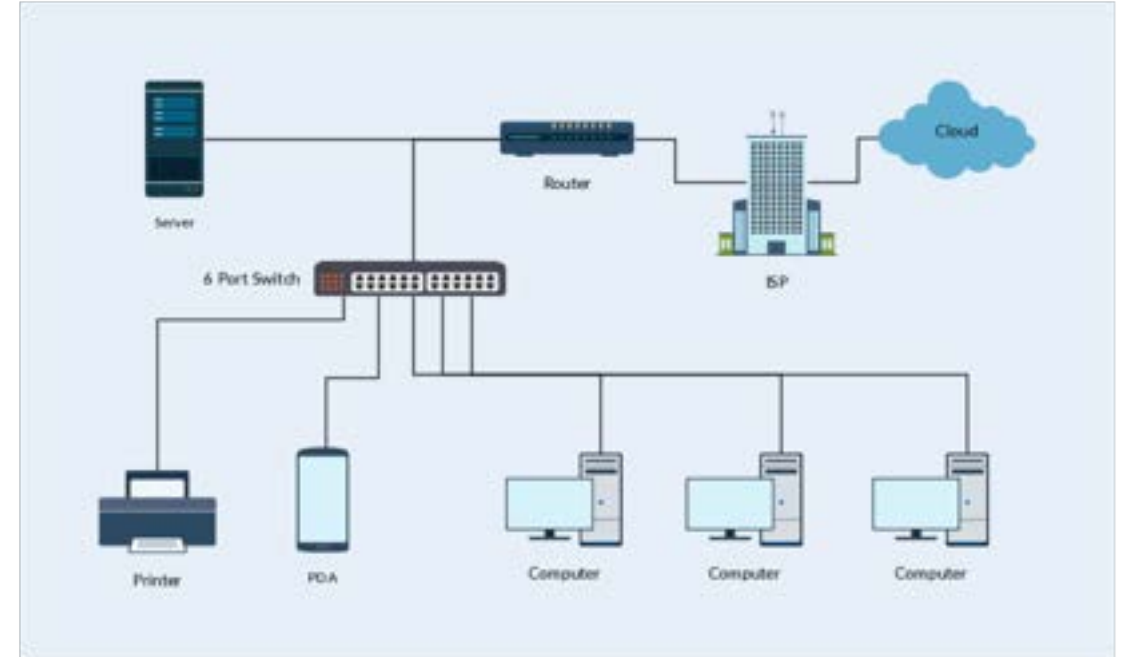 Cloud
Router
Server
6 Port Switch
ISP
Printer
PDA
Computer
Computer
Computer